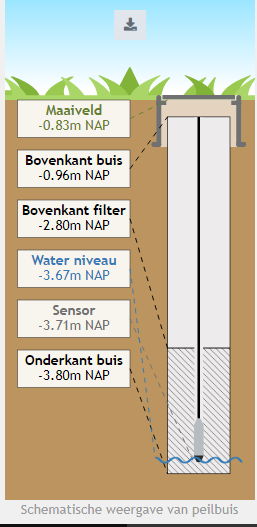 Maaiveld
-0.83m NAP
Bovenkant buis
-0.96m NAP
Bovenkant filter
-2.80m NAP
Water niveau
-3.67m NAP
Sensor
-3.71m NAP
Onderkant buis
-3.80m NAP
Schematische weergave van peilbuis